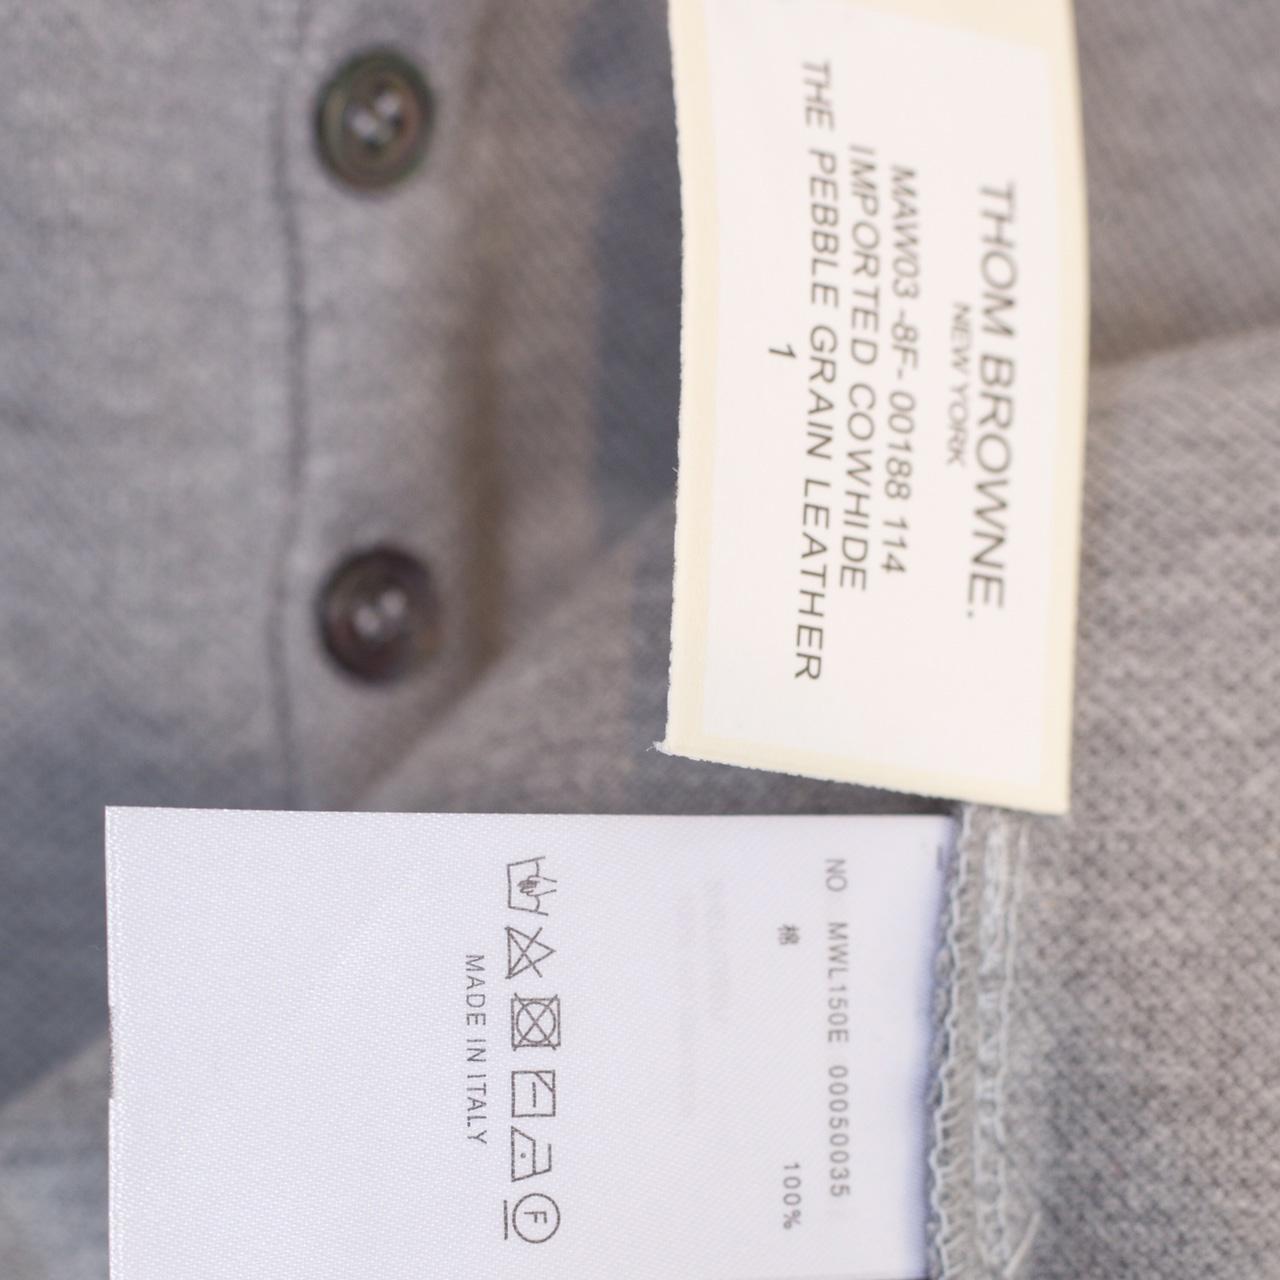 THOM BROWNE.
NEW YORK
MAW03 -8F- 00188 114
IMPORTED COWHIDE
THE PEBBLE GRAIN LEATHER
1
NO MWL150E 00050035
棉 100%
F
MADE IN ITALY